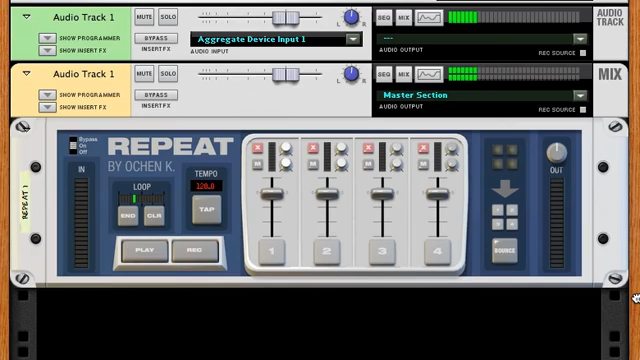 Audio Track 1
MUTE
SOLO
L
R
SEQ
MIX
AUDIO TRACK
SHOW PROGRAMMER
SHOW INSERT FX
BYPASS
INSERT FX
Aggregate Device Input 1
AUDIO INPUT
---
AUDIO OUTPUT
REC SOURCE
Audio Track 1
MUTE
SOLO
L
R
SEQ
MIX
MIX
SHOW PROGRAMMER
SHOW INSERT FX
BYPASS
INSERT FX
Master Section
AUDIO OUTPUT
REC SOURCE
Bypass
On
Off
REPEAT
BY OCHEN K.
IN
LOOP
END
CLR
TEMPO
120.0
TAP
PLAY
REC
X
M
1
X
M
2
X
M
3
X
M
4
SOURCE
OUT
REPEAT 1